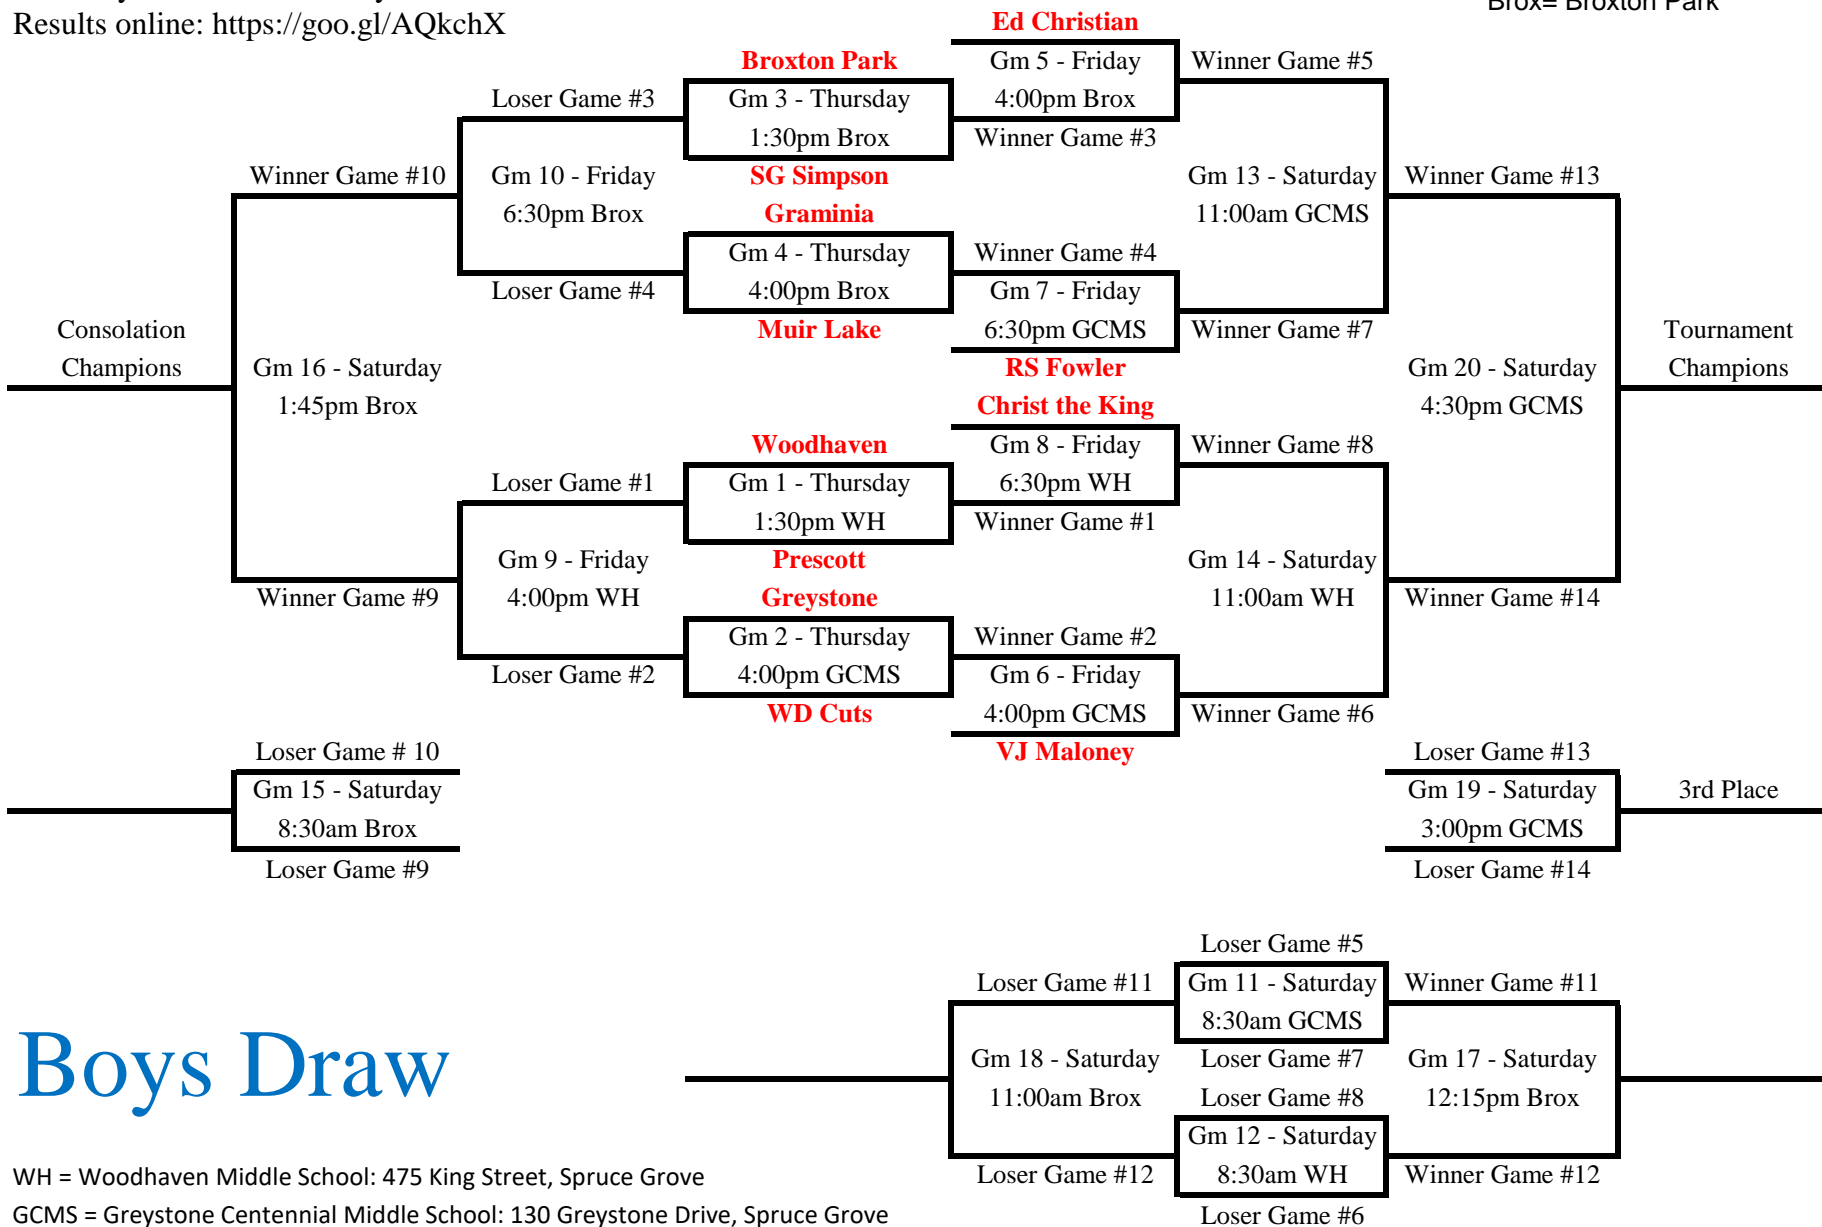 Results online: https://goo.gl/AQkchX
Brox= Broxton Park
Ed Christian
Broxton Park
Gm 5 - Friday
Winner Game #5
Loser Game #3
Gm 3 - Thursday
4:00pm Brox
1:30pm Brox
Winner Game #3
Winner Game #10
Gm 10 - Friday
SG Simpson
Gm 13 - Saturday
Winner Game #13
6:30pm Brox
Graminia
11:00am GCMS
Gm 4 - Thursday
Winner Game #4
Loser Game #4
4:00pm Brox
Gm 7 - Friday
Consolation
Muir Lake
6:30pm GCMS
Winner Game #7
Tournament
Champions
Gm 16 - Saturday
RS Fowler
Gm 20 - Saturday
Champions
1:45pm Brox
Christ the King
4:30pm GCMS
Woodhaven
Gm 8 - Friday
Winner Game #8
Loser Game #1
Gm 1 - Thursday
6:30pm WH
1:30pm WH
Winner Game #1
Gm 9 - Friday
Prescott
Gm 14 - Saturday
Winner Game #9
4:00pm WH
Greystone
11:00am WH
Winner Game #14
Gm 2 - Thursday
Winner Game #2
Loser Game #2
4:00pm GCMS
Gm 6 - Friday
WD Cuts
4:00pm GCMS
Winner Game #6
Loser Game # 10
VJ Maloney
Loser Game #13
Gm 15 - Saturday
Gm 19 - Saturday
3rd Place
8:30am Brox
3:00pm GCMS
Loser Game #9
Loser Game #14
Loser Game #5
Loser Game #11
Gm 11 - Saturday
Winner Game #11
8:30am GCMS
Boys Draw
Gm 18 - Saturday
Loser Game #7
Gm 17 - Saturday
11:00am Brox
Loser Game #8
12:15pm Brox
Gm 12 - Saturday
WH = Woodhaven Middle School: 475 King Street, Spruce Grove
Loser Game #12
8:30am WH
Winner Game #12
GCMS = Greystone Centennial Middle School: 130 Greystone Drive, Spruce Grove
Loser Game #6